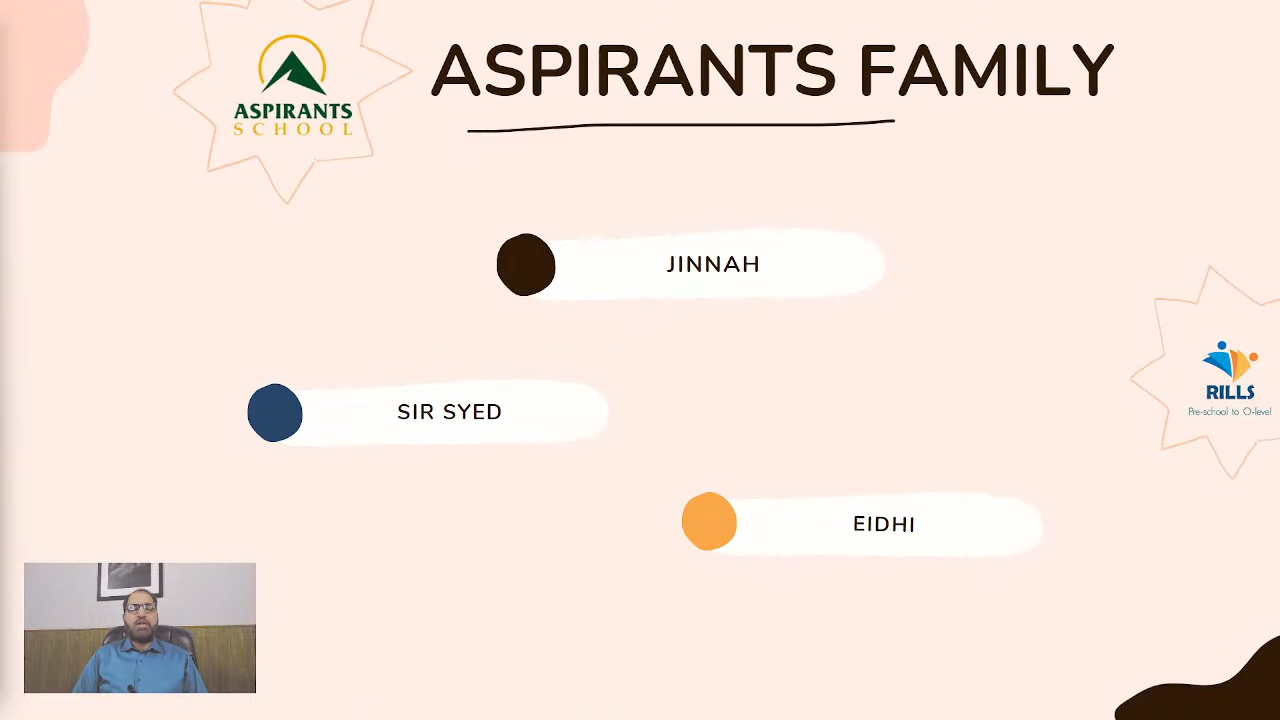 ASPIRANTS FAMILY
ASPIRANTS
SCHOOL
JINNAH
SIR SYED
EIDHI
RILLS
Pre-school to O-level